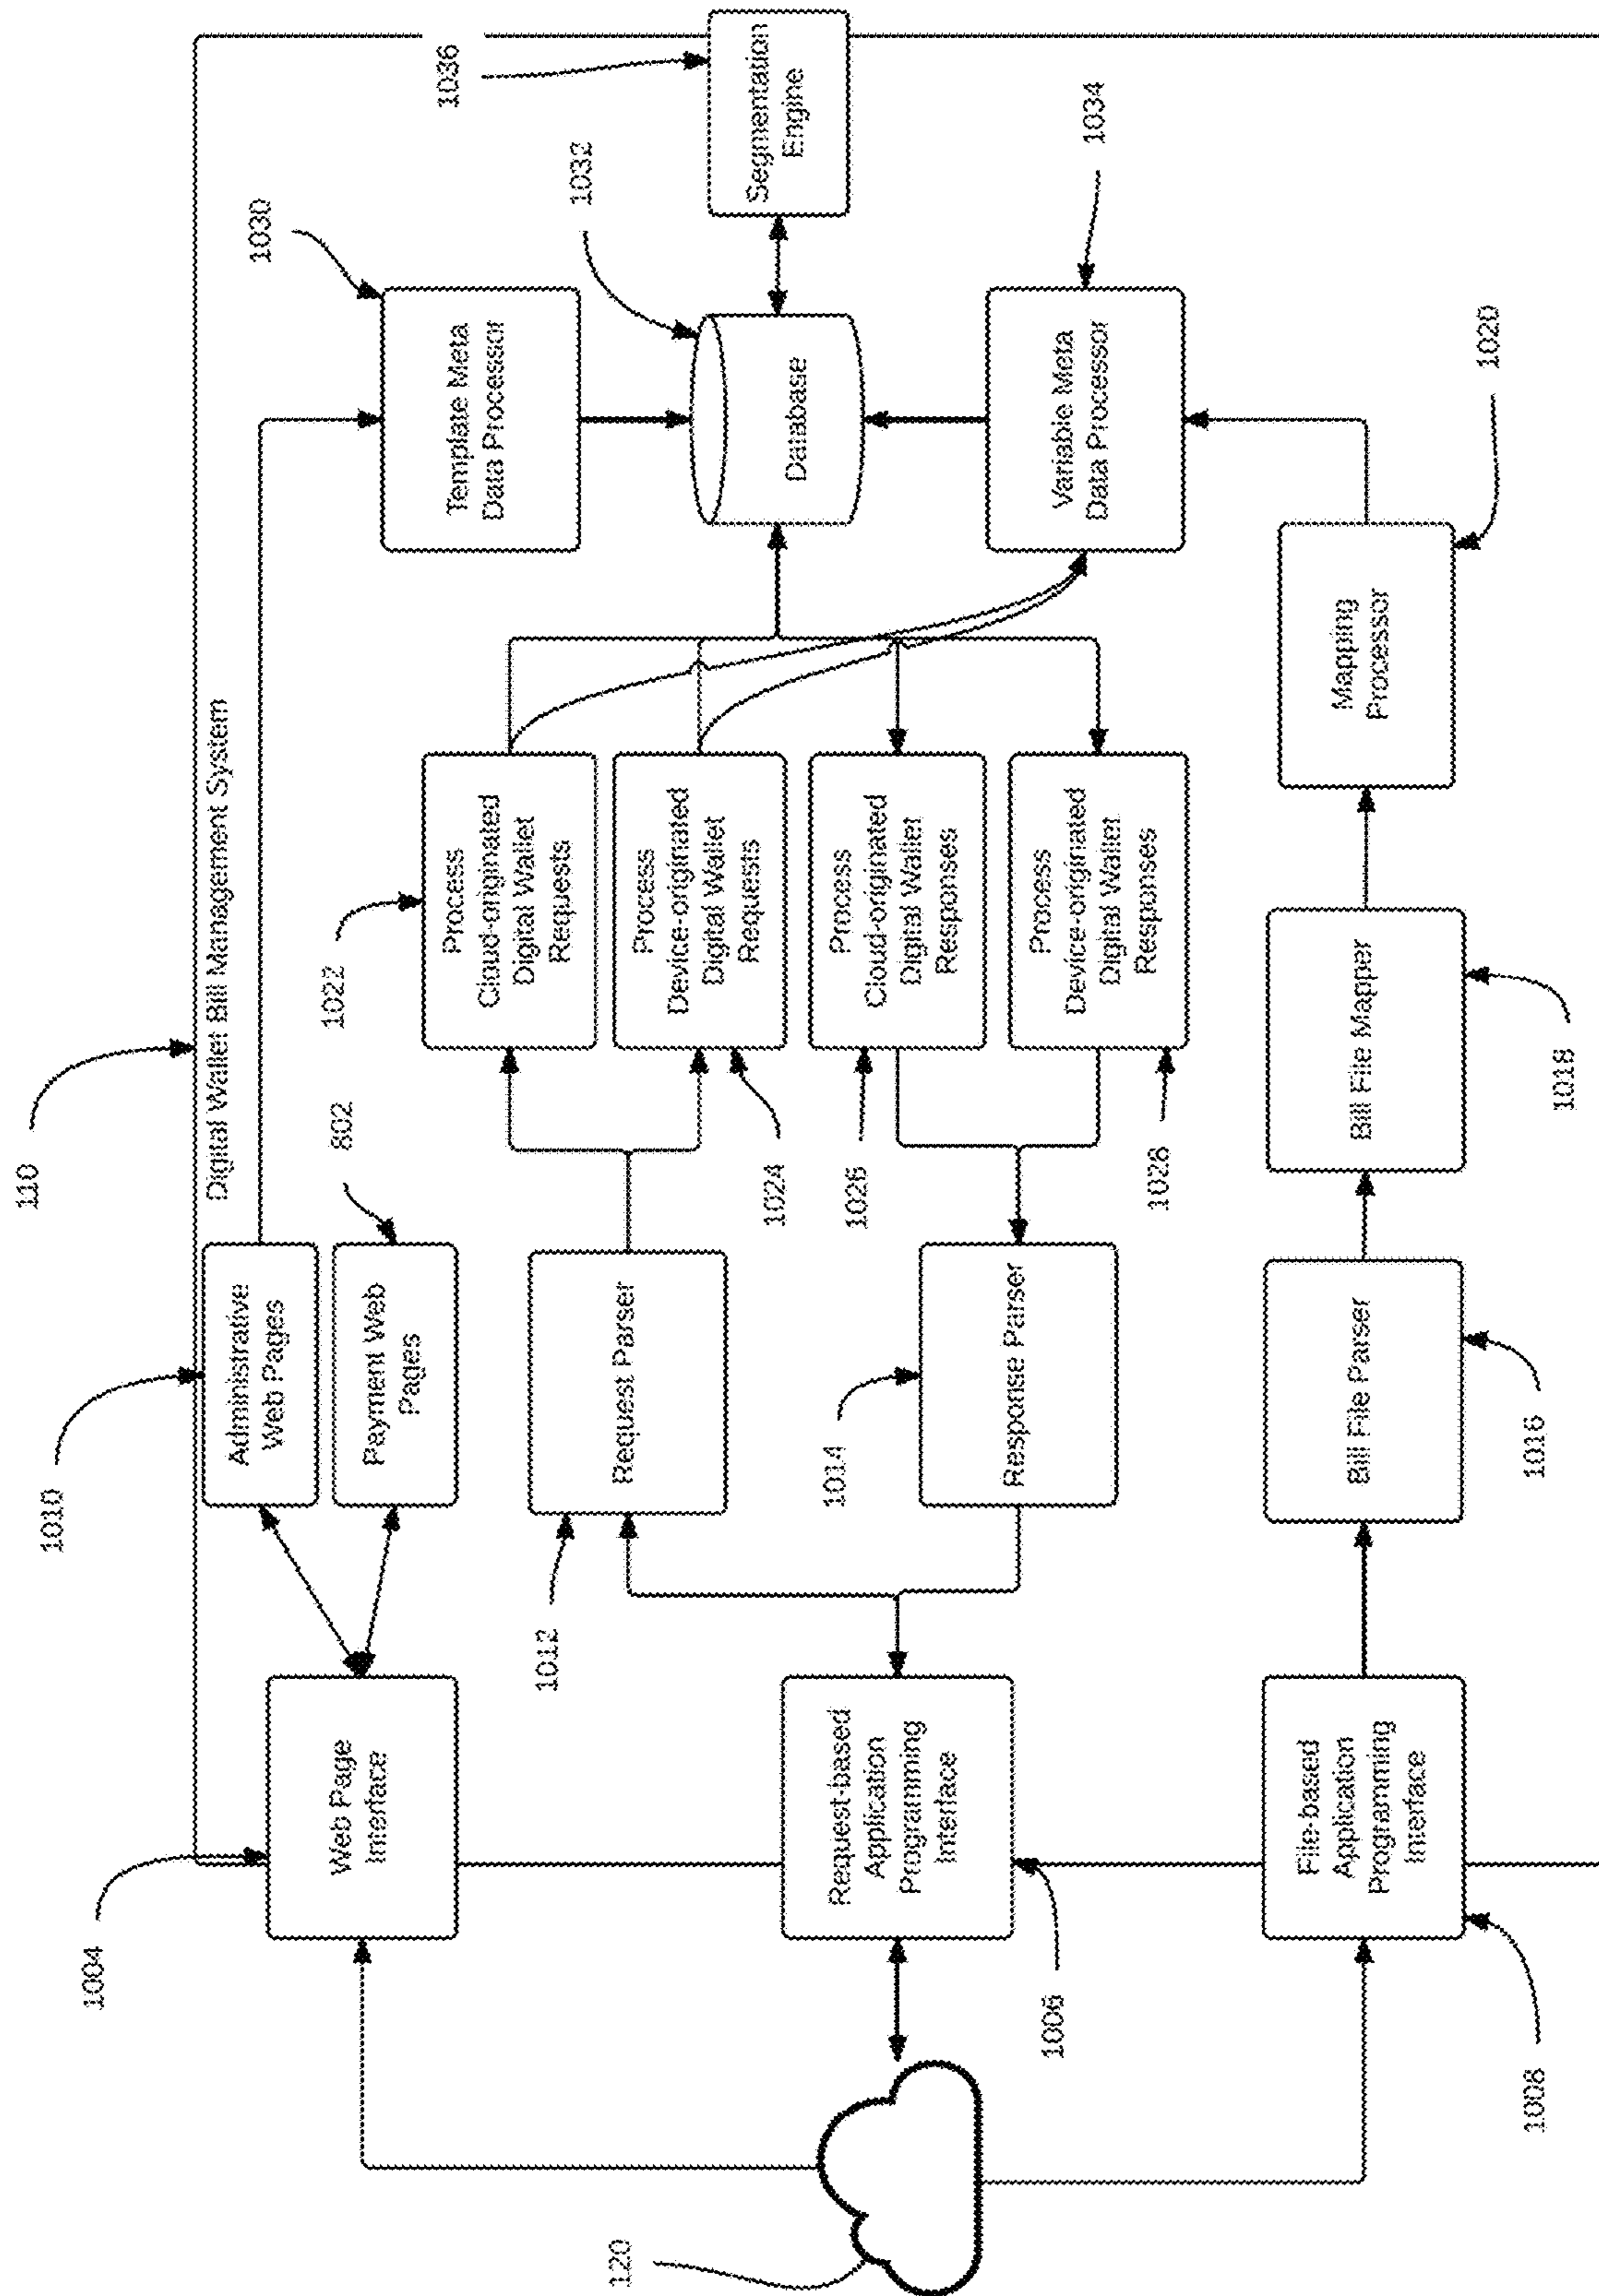 110
Digital Wallet Bill Management System
1004
Web Page
Interface
1010
Administrative
Web Pages
802
Payment Web
Pages
1030
Template Meta
Data Processor
1036
Segmentation
Engine
1032
Database
1022
Process
Cloud-originated
Digital Wallet
Requests
1012
Request Parser
Process
Device-originated
Digital Wallet
Requests
1024
120
Request-based
Application
Programming
Interface
1006
1014
Response Parser
1026
Process
Cloud-originated
Digital Wallet
Responses
Process
Device-originated
Digital Wallet
Responses
1028
Variable Meta
Data Processor
1034
File-based
Application
Programming
Interface
1008
Bill File Parser
1016
Bill File Mapper
1018
Mapping
Processor
1020